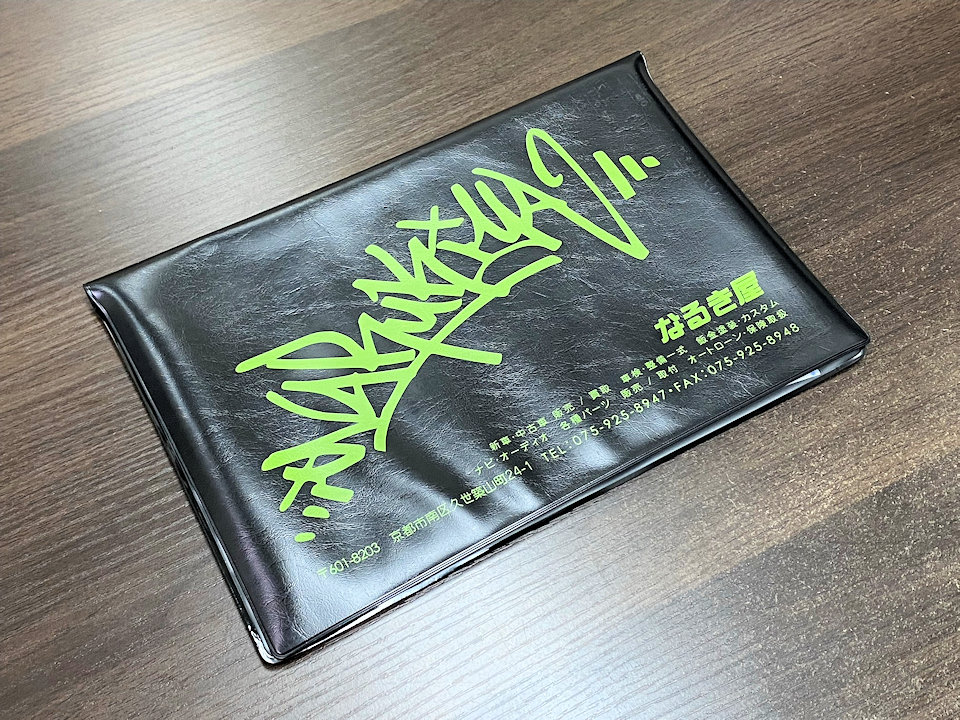 NARukiyA
なるき屋
新車・中古車 販売 / 買取 車検・整備一式 鈑金塗装・カスタム
ナビ・オーディオ 各種パーツ 販売 / 取付 オートローン・保険取扱
〒601-8203 京都市南区久世築山町24-1 TEL：075-925-8947・FAX：075-925-8948